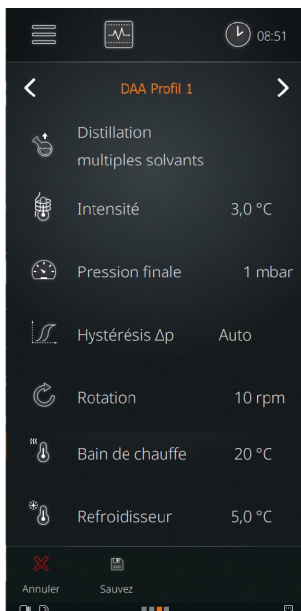 08:51
DAA Profil 1
Distillation
multiples solvants
Intensité 3,0 °C
Pression finale 1 mbar
Hystérésis Δp Auto
Rotation 10 rpm
Bain de chauffe 20 °C
Refroidisseur 5,0 °C
Annuler Sauvez